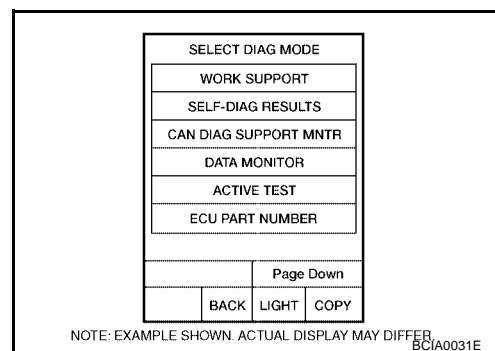 SELECT DIAG MODE
WORK SUPPORT
SELF-DIAG RESULTS
CAN DIAG SUPPORT MNTR
DATA MONITOR
ACTIVE TEST
ECU PART NUMBER
Page Down
BACK LIGHT COPY
NOTE: EXAMPLE SHOWN. ACTUAL DISPLAY MAY DIFFER
BCIA0031E